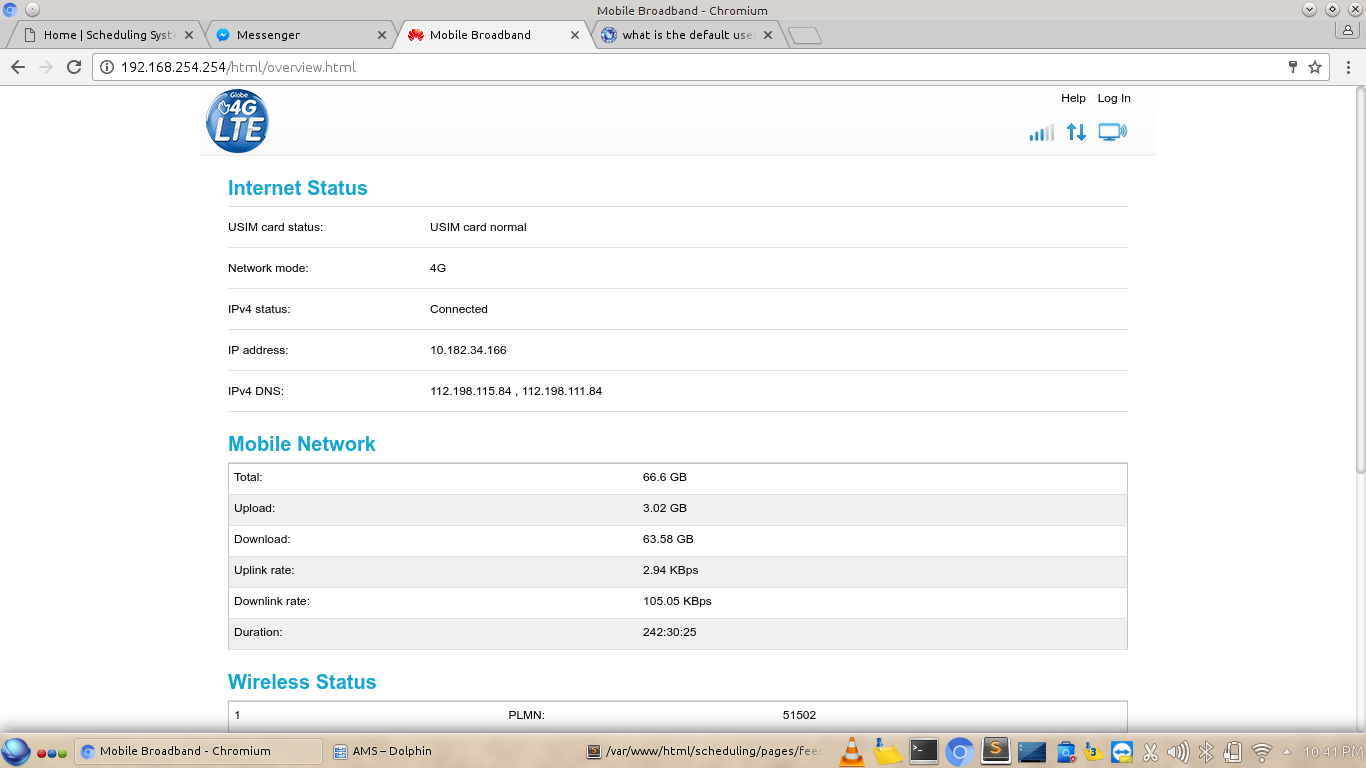 Mobile Broadband - Chromium
Home | Scheduling Syst
Messenger
Mobile Broadband
what is the default use
192.168.254.254/html/overview.html
Globe
4G
LTE
Help Log In
Internet Status
USIM card status: USIM card normal
Network mode: 4G
IPv4 status: Connected
IP address: 10.182.34.166
IPv4 DNS: 112.198.115.84 , 112.198.111.84
Mobile Network
Total: 66.6 GB
Upload: 3.02 GB
Download: 63.58 GB
Uplink rate: 2.94 KBps
Downlink rate: 105.05 KBps
Duration: 242:30:25
Wireless Status
1 PLMN: 51502
Mobile Broadband - Chromium
AMS – Dolphin
/var/www/html/scheduling/pages/fee
10:41 PM